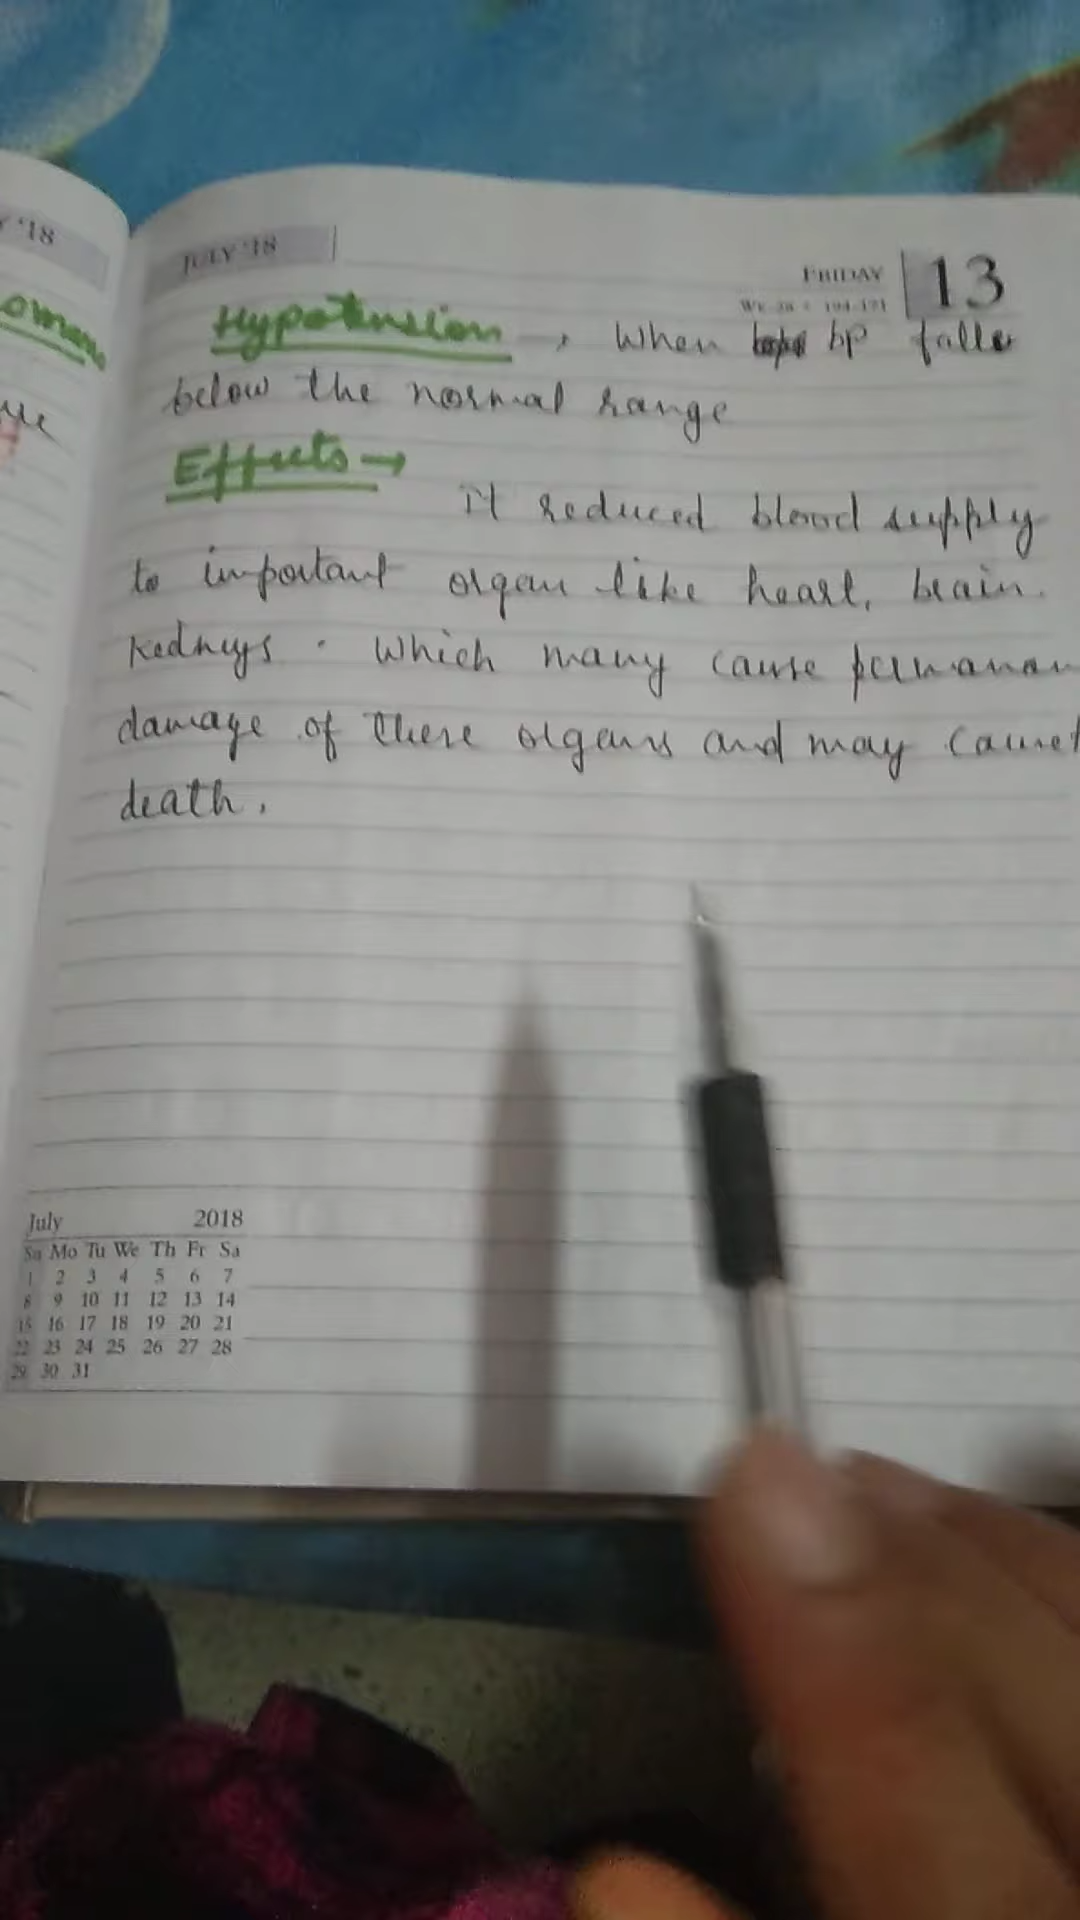 '18
JULY '18
FRIDAY 13
Hypotension → When bp falls
below the normal range
Effects →
it reduced blood supply
to important organ like heart, brain.
Kedneys. Which many cause permanan
damage of these organs and may cause
death.
July 2018
Su Mo Tu We Th Fr Sa
1 2 3 4 5 6 7
8 9 10 11 12 13 14
15 16 17 18 19 20 21
22 23 24 25 26 27 28
29 30 31